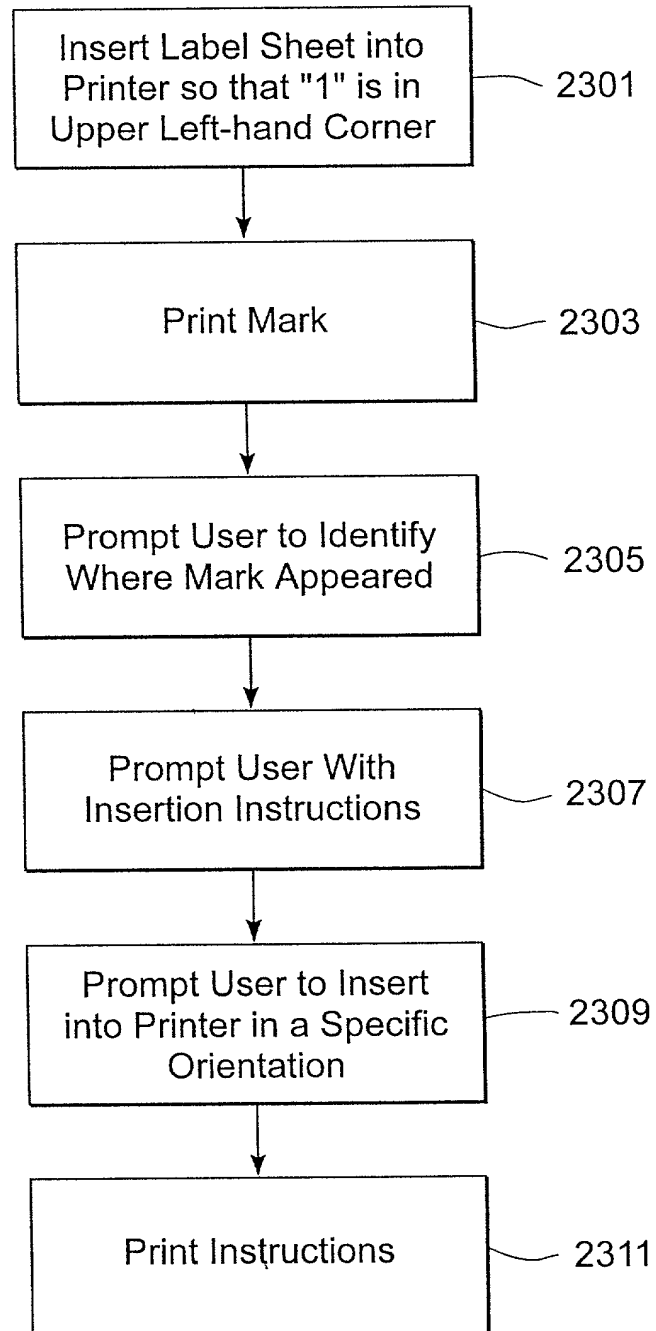 Insert Label Sheet into
Printer so that "1" is in
Upper Left-hand Corner
2301
Print Mark
2303
Prompt User to Identify
Where Mark Appeared
2305
Prompt User With
Insertion Instructions
2307
Prompt User to Insert
into Printer in a Specific
Orientation
2309
Print Instructions
2311